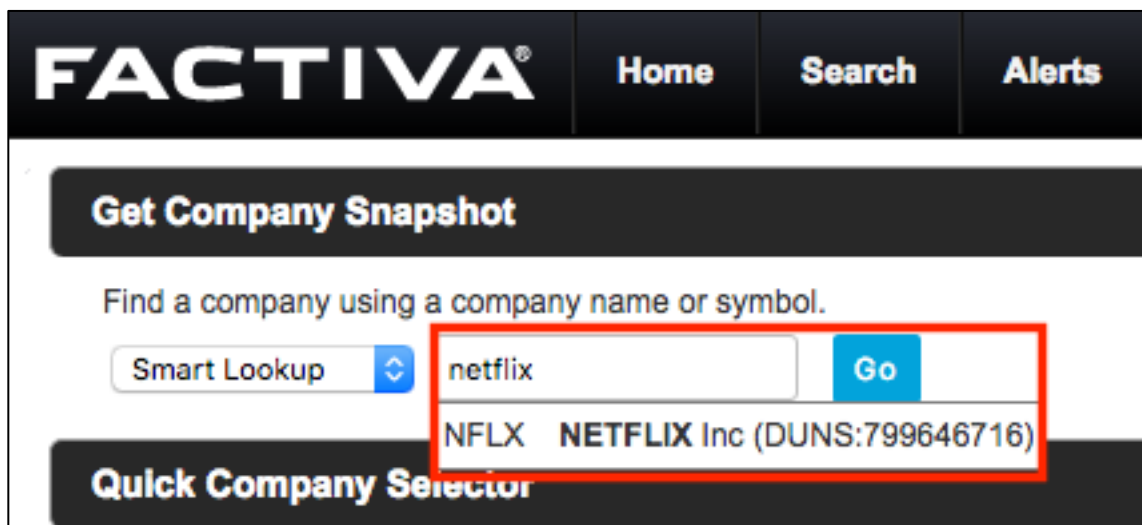 FACTIVA® Home Search Alerts
Get Company Snapshot
Find a company using a company name or symbol.
Smart Lookup netflix Go
NFLX NETFLIX Inc (DUNS:799646716)
Quick Company Selector